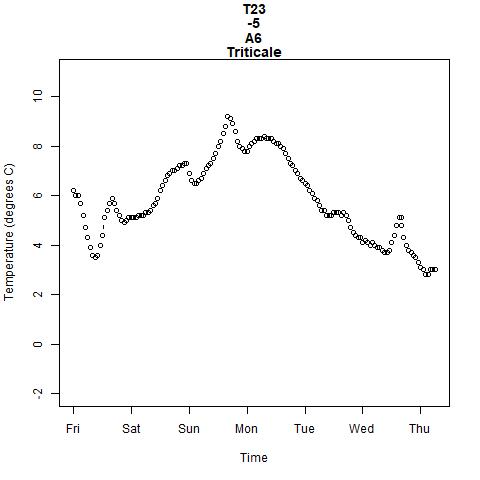 T23
-5
A6
Triticale
Temperature (degrees C)
10
8
6
4
2
0
-2
Fri Sat Sun Mon Tue Wed Thu
Time